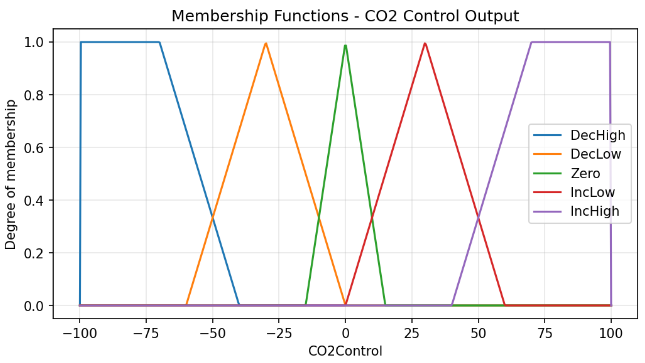 Membership Functions - CO2 Control Output
Degree of membership
1.0
0.8
0.6
0.4
0.2
0.0
DecHigh
DecLow
Zero
IncLow
IncHigh
−100 −75 −50 −25 0 25 50 75 100
CO2Control